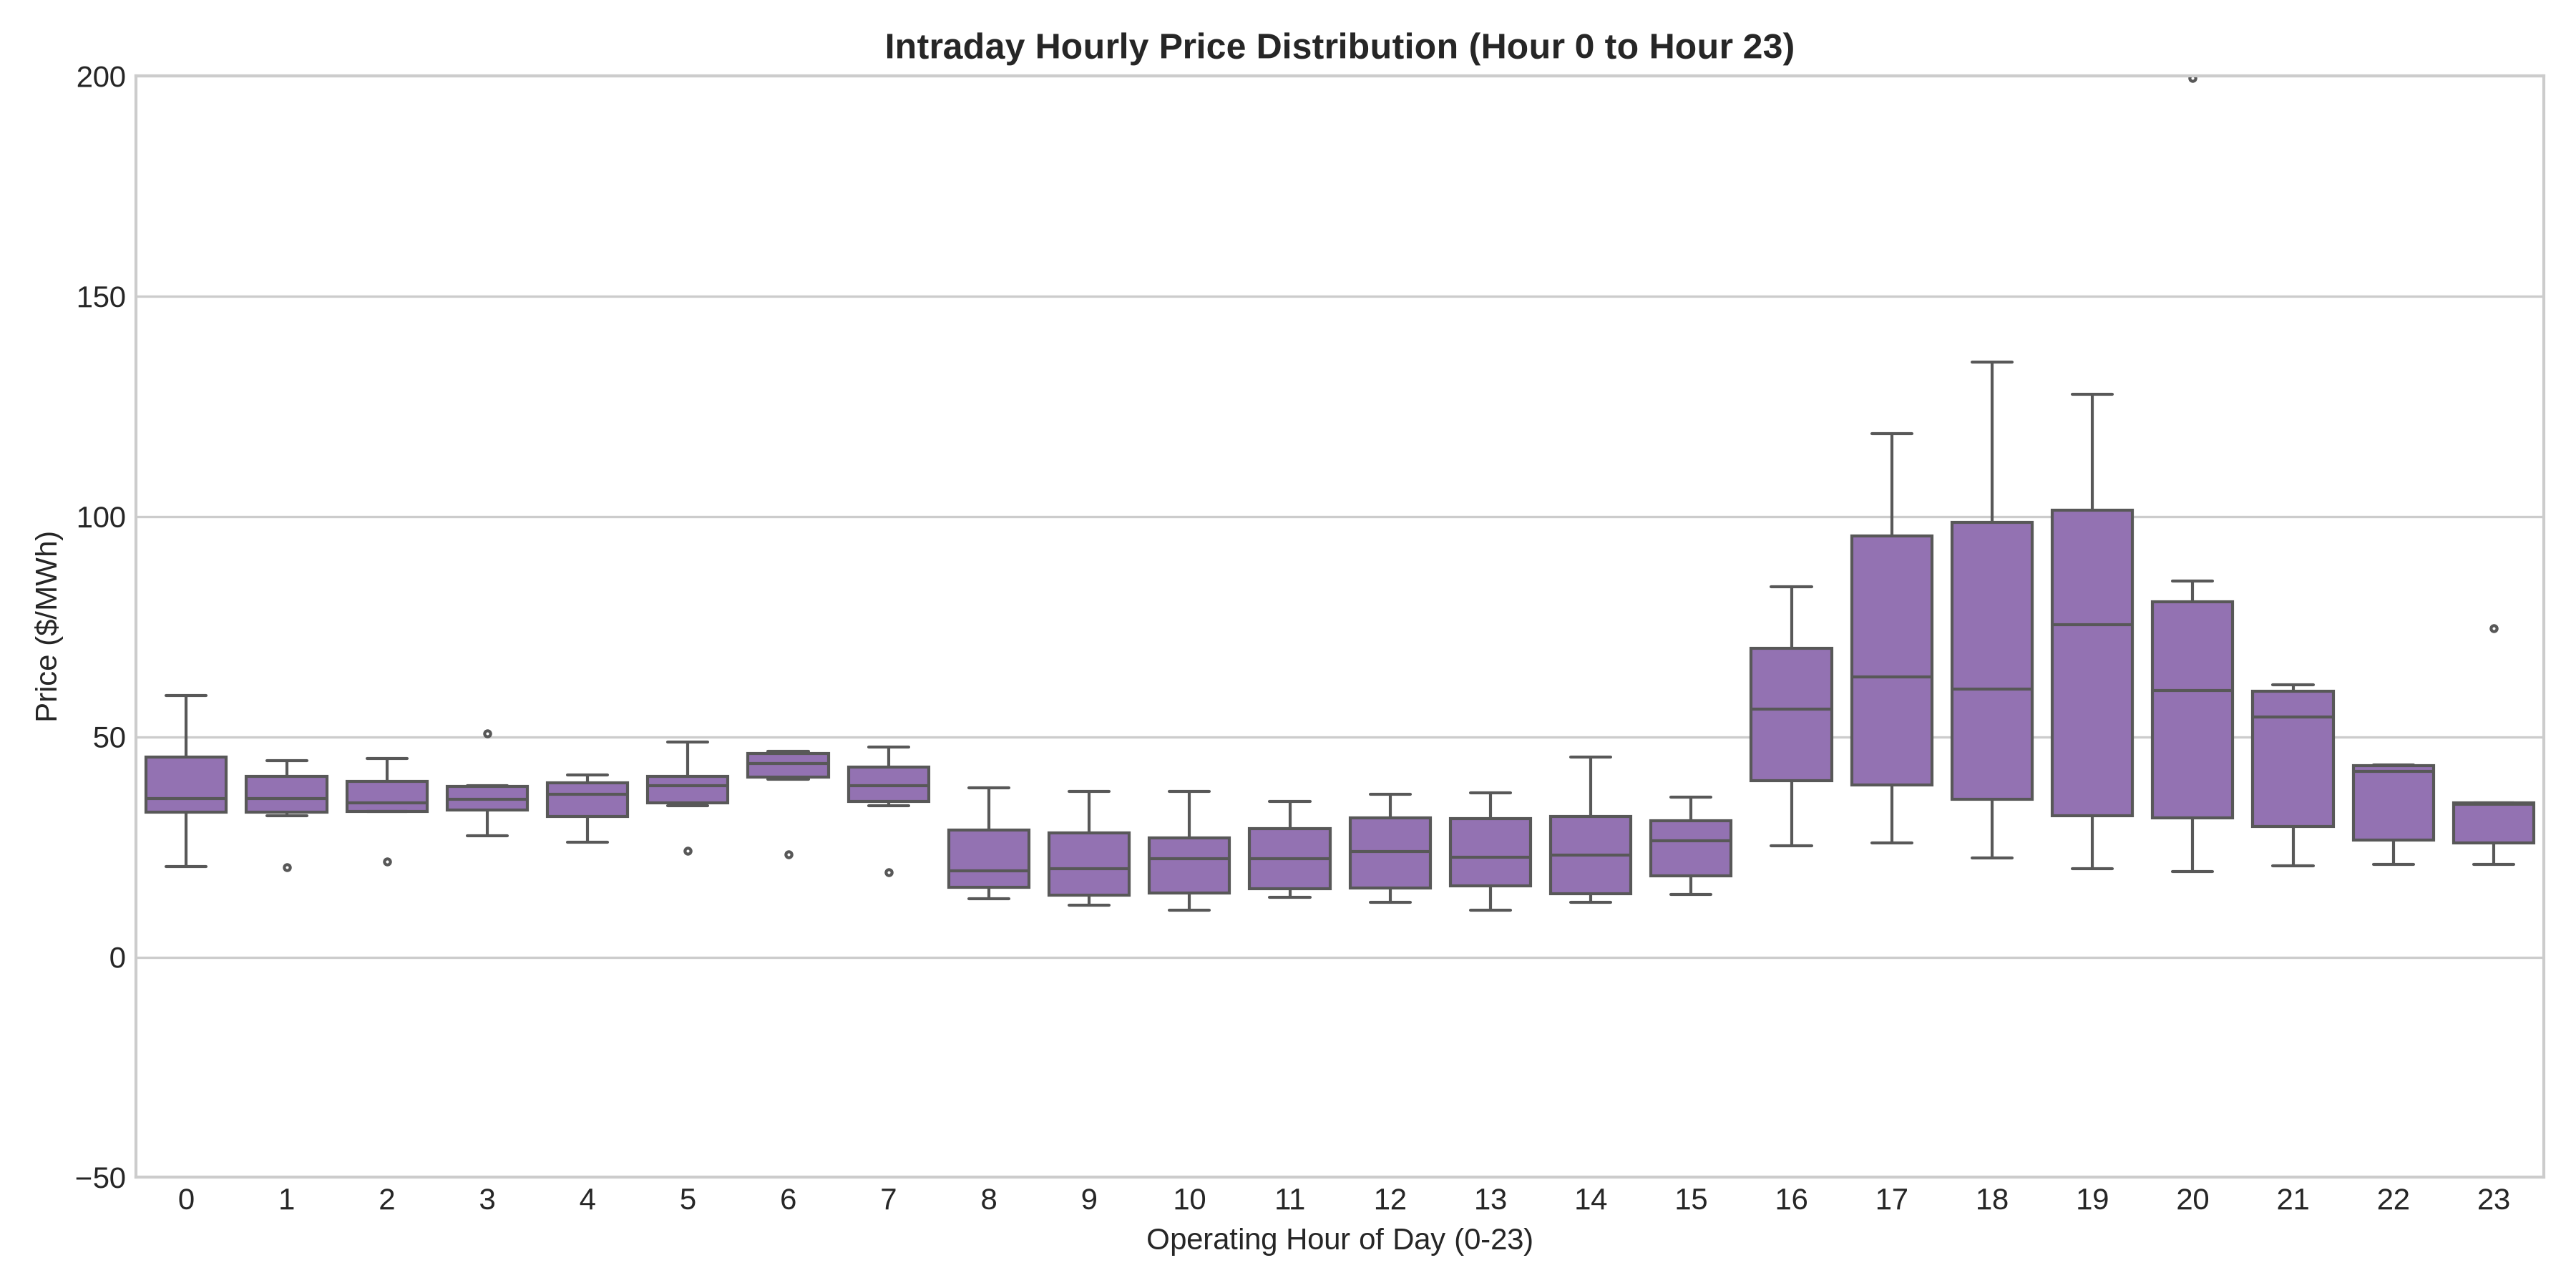 Intraday Hourly Price Distribution (Hour 0 to Hour 23)
200
150
100
50
0
−50
Price ($/MWh)
0 1 2 3 4 5 6 7 8 9 10 11 12 13 14 15 16 17 18 19 20 21 22 23
Operating Hour of Day (0-23)